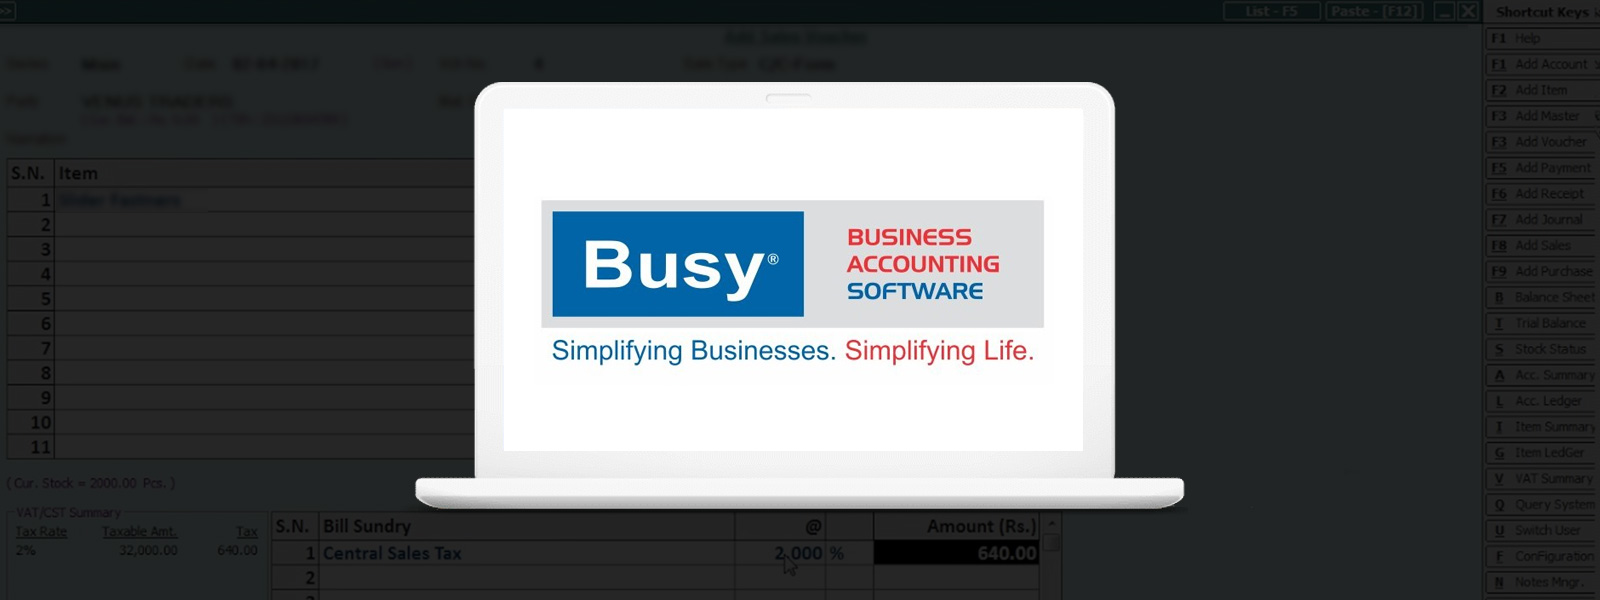 >>
List - F5
Paste - [F12]
Shortcut Keys
Add Sales Voucher
F1 Help
F1 Add Account
F2 Add Item
F3 Add Master
F3 Add Voucher
F5 Add Payment
F6 Add Receipt
F7 Add Journal
F8 Add Sales
F9 Add Purchase
B Balance Sheet
T Trial Balance
S Stock Status
A Acc. Summary
L Acc. Ledger
I Item Summary
G Item LedGer
V VAT Summary
Q Query System
U Switch User
F ConFiguration
N Notes Mngr.
S.N. Item
1
2
3
4
5
6
7
8
9
10
11
Busy®
BUSINESS
ACCOUNTING
SOFTWARE
Simplifying Businesses. Simplifying Life.
( Cur. Stock = 2000.00 Pcs. )
VAT/CST Summary
Tax Rate Taxable Amt. Tax
2% 32,000.00 640.00
S.N. Bill Sundry @ Amount (Rs.)
1 Central Sales Tax 2.000 % 640.00
2